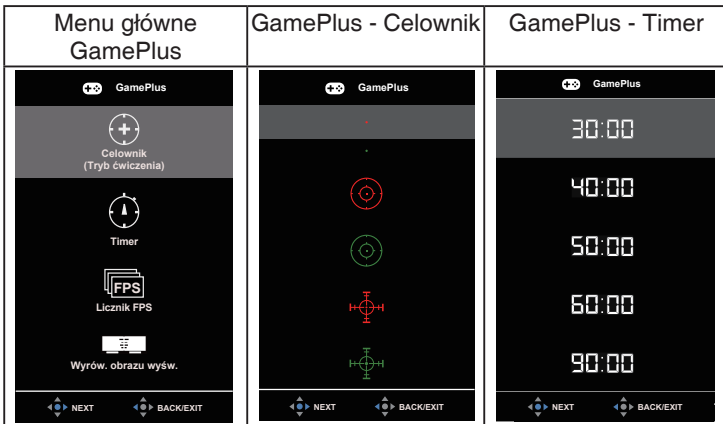 Menu główne
GamePlus
GamePlus - Celownik
GamePlus - Timer
GamePlus
Celownik
(Tryb ćwiczenia)
Timer
FPS
Licznik FPS
Wyrów. obrazu wyśw.
NEXT
BACK/EXIT
GamePlus
NEXT
BACK/EXIT
GamePlus
30:00
40:00
50:00
60:00
90:00
NEXT
BACK/EXIT